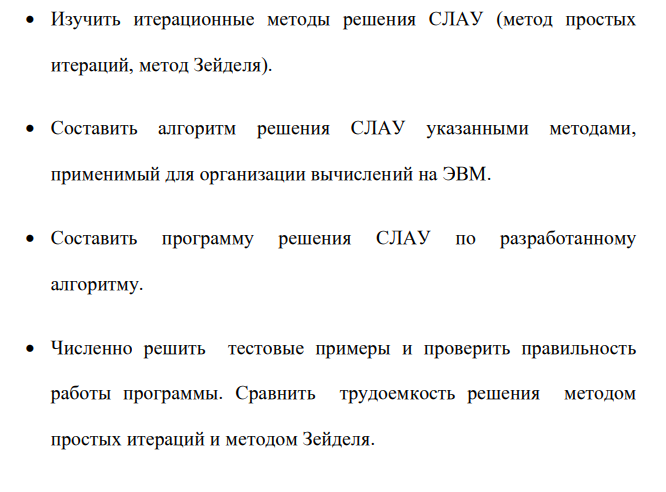 • Изучить итерационные методы решения СЛАУ (метод простых
итераций, метод Зейделя).
• Составить алгоритм решения СЛАУ указанными методами,
применимый для организации вычислений на ЭВМ.
• Составить программу решения СЛАУ по разработанному
алгоритму.
• Численно решить тестовые примеры и проверить правильность
работы программы. Сравнить трудоемкость решения методом
простых итераций и методом Зейделя.